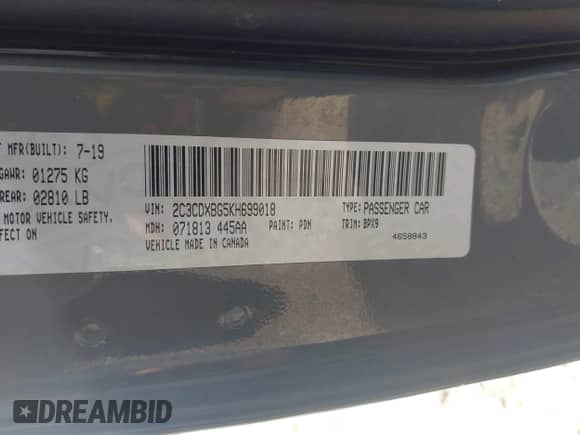 MFR(BUILT): 7-19
GAWR: 01275 KG
REAR: 02810 LB
MOTOR VEHICLE SAFETY.
FECT ON
VIN: 2C3CDXBG5KH699018 TYPE: PASSENGER CAR
MDH: 071813 445AA PAINT: PDN TRIM: BPX9
VEHICLE MADE IN CANADA 4658843
DREAMBID